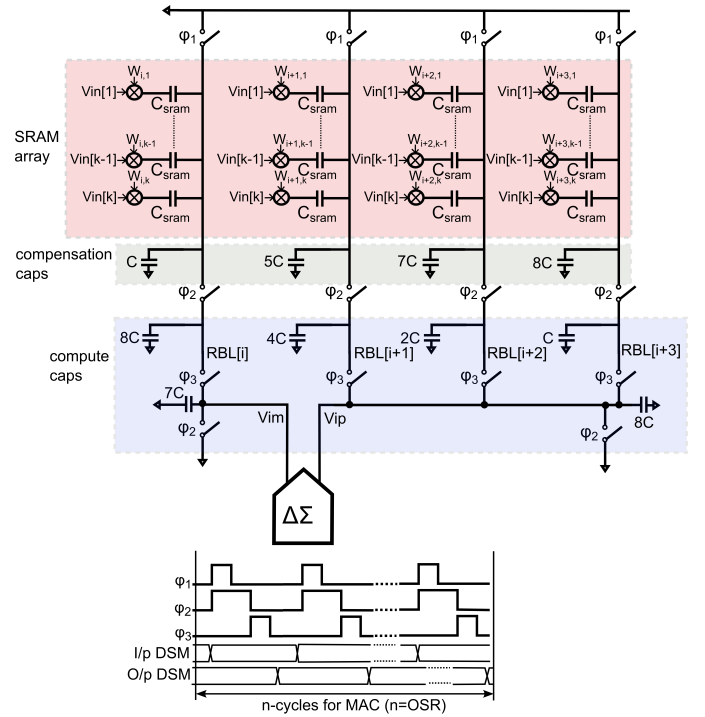 φ1 φ1 φ1 φ1
SRAM array
Wi,1 Wi+1,1 Wi+2,1 Wi+3,1
Vin[1] Vin[1] Vin[1] Vin[1]
Csram Csram Csram Csram
Wi,k-1 Wi+1,k-1 Wi+2,k-1 Wi+3,k-1
Vin[k-1] Vin[k-1] Vin[k-1] Vin[k-1]
Csram Csram Csram Csram
Wi,k Wi+1,k Wi+2,k Wi+3,k
Vin[k] Vin[k] Vin[k] Vin[k]
Csram Csram Csram Csram
compensation caps
C 5C 7C 8C
φ2 φ2 φ2 φ2
compute caps
8C 4C 2C C
RBL[i] RBL[i+1] RBL[i+2] RBL[i+3]
φ3 φ3 φ3 φ3
7C Vim Vip 8C
φ2 φ2
ΔΣ
φ1
φ2
φ3
I/p DSM
O/p DSM
n-cycles for MAC (n=OSR)